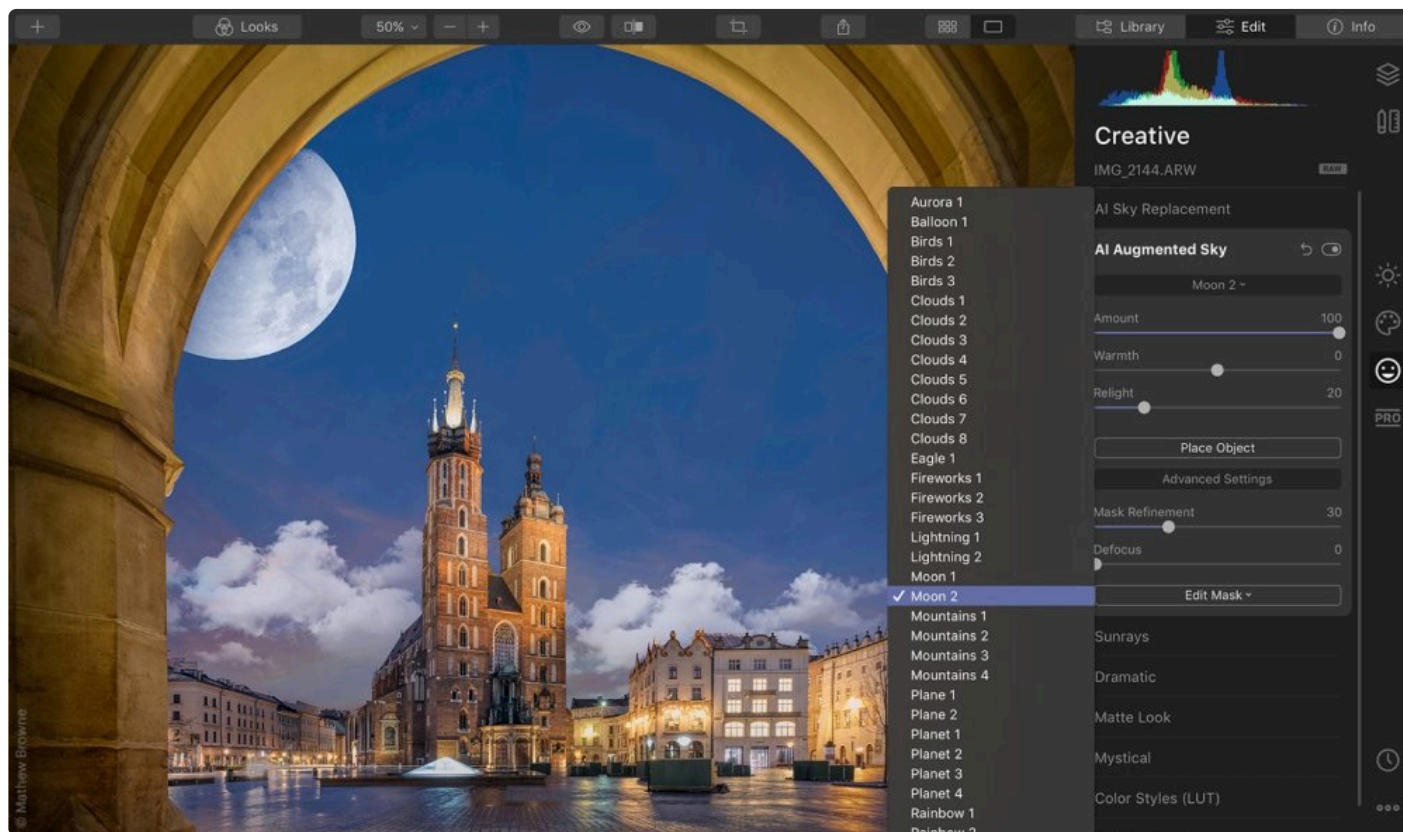 Looks
50%
Library
Edit
Info
Creative
IMG_2144.ARW
RAW
AI Sky Replacement
AI Augmented Sky
Moon 2
Amount 100
Warmth 0
Relight 20
Place Object
Advanced Settings
Mask Refinement 30
Defocus 0
Edit Mask
Sunrays
Dramatic
Matte Look
Mystical
Color Styles (LUT)
PRO
Aurora 1
Balloon 1
Birds 1
Birds 2
Birds 3
Clouds 1
Clouds 2
Clouds 3
Clouds 4
Clouds 5
Clouds 6
Clouds 7
Clouds 8
Eagle 1
Fireworks 1
Fireworks 2
Fireworks 3
Lightning 1
Lightning 2
Moon 1
Moon 2
Mountains 1
Mountains 2
Mountains 3
Mountains 4
Plane 1
Plane 2
Planet 1
Planet 2
Planet 3
Planet 4
Rainbow 1
Rainbow 2
© Mathew Browne